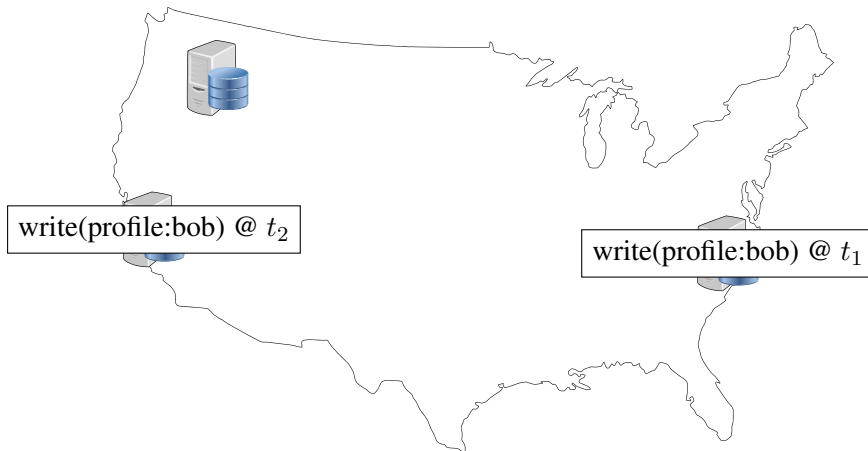 write(profile:bob) @ t₂
write(profile:bob) @ t₁